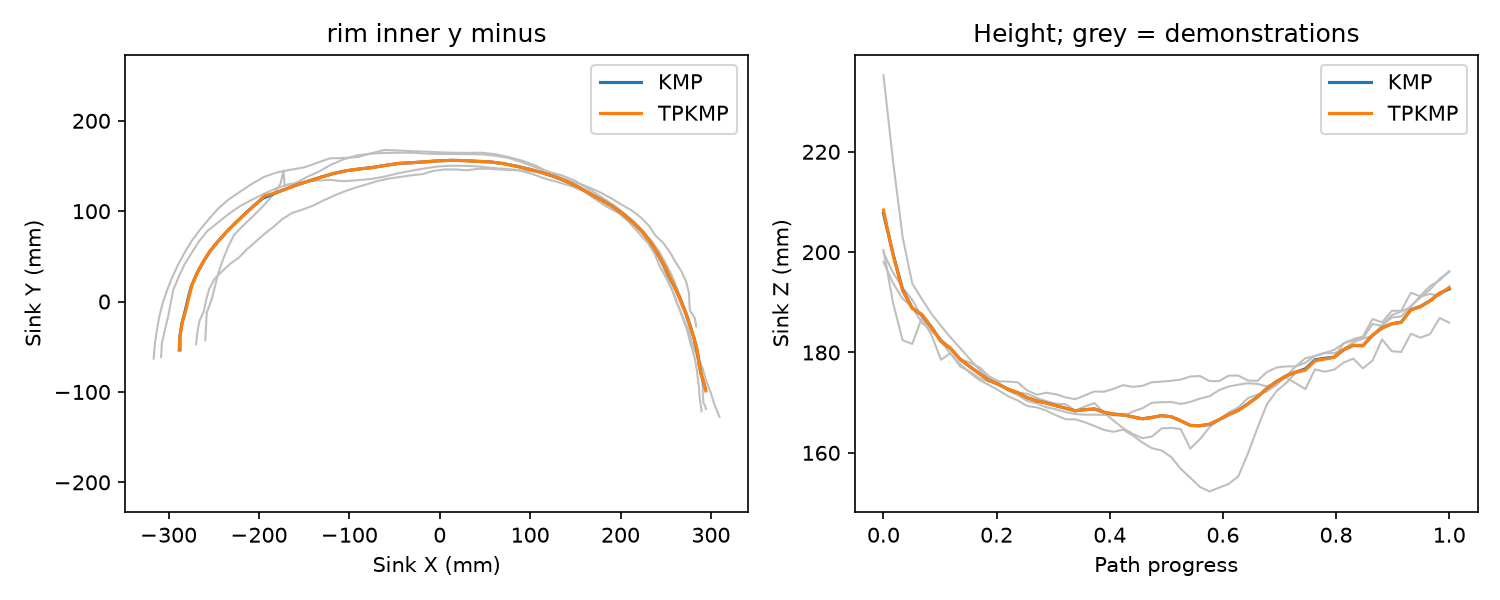 rim inner y minus
KMP
TPKMP
200
100
0
−100
−200
Sink Y (mm)
−300
−200
−100
0
100
200
300
Sink X (mm)
Height; grey = demonstrations
KMP
TPKMP
220
200
180
160
Sink Z (mm)
0.0
0.2
0.4
0.6
0.8
1.0
Path progress